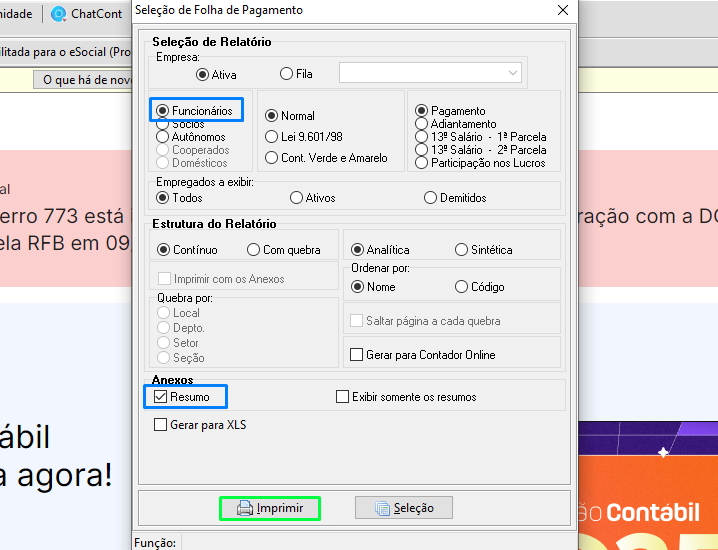 nidade
ChatCont
ilitada para o eSocial (Pro
O que há de nov
al
erro 773 está
ela RFB em 09
ração com a D
ábil
a agora!
ão Contábil
Seleção de Folha de Pagamento
Seleção de Relatório
Empresa:
Ativa
Fila
Funcionários
Sócios
Autônomos
Cooperados
Domésticos
Normal
Lei 9.601/98
Cont. Verde e Amarelo
Pagamento
Adiantamento
13º Salário - 1ª Parcela
13º Salário - 2ª Parcela
Participação nos Lucros
Empregados a exibir:
Todos
Ativos
Demitidos
Estrutura do Relatório
Contínuo
Com quebra
Analítica
Sintética
Imprimir com os Anexos
Ordenar por:
Nome
Código
Quebra por:
Local
Depto.
Setor
Seção
Saltar página a cada quebra
Gerar para Contador Online
Anexos
Resumo
Exibir somente os resumos
Gerar para XLS
Imprimir
Seleção
Função: